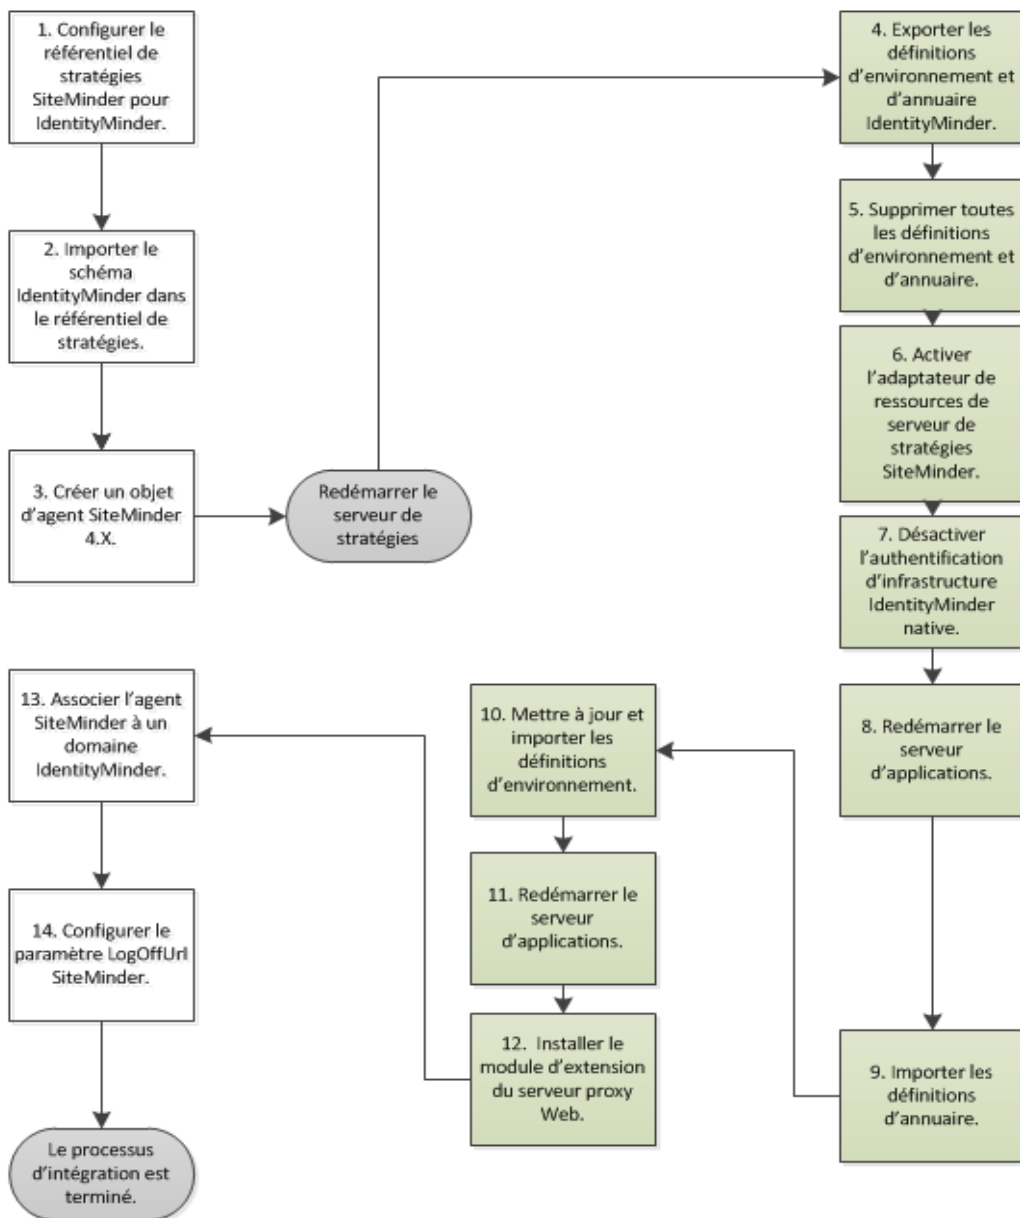 1. Configurer le
référentiel de
stratégies
SiteMinder pour
IdentityMinder.
2. Importer le
schéma
IdentityMinder dans
le référentiel de
stratégies.
3. Créer un objet
d'agent SiteMinder
4.X.
Redémarrer le
serveur de
stratégies
4. Exporter les
définitions
d'environnement et
d'annuaire
IdentityMinder.
5. Supprimer toutes
les définitions
d'environnement et
d'annuaire.
6. Activer
l'adaptateur de
ressources de
serveur de
stratégies
SiteMinder.
7. Désactiver
l'authentification
d'infrastructure
IdentityMinder
native.
8. Redémarrer le
serveur
d'applications.
9. Importer les
définitions
d'annuaire.
10. Mettre à jour et
importer les
définitions
d'environnement.
11. Redémarrer le
serveur
d'applications.
12. Installer le
module d'extension
du serveur proxy
Web.
13. Associer l'agent
SiteMinder à un
domaine
IdentityMinder.
14. Configurer le
paramètre LogOffUrl
SiteMinder.
Le processus
d'intégration est
terminé.